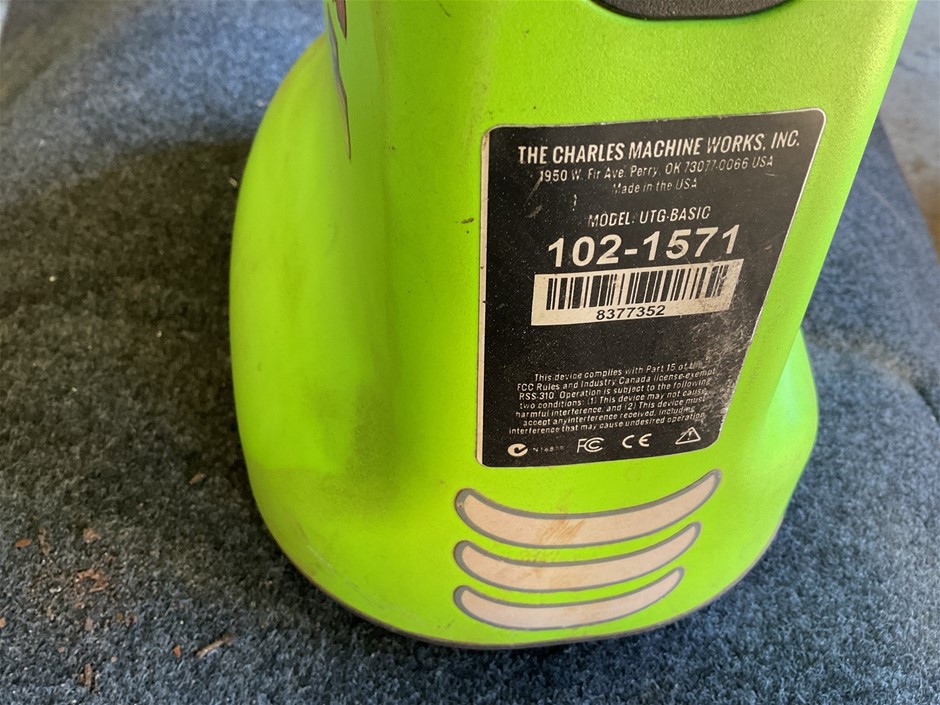 THE CHARLES MACHINE WORKS, INC.
1950 W. Fir Ave. Perry, OK 73077-0066 USA
Made in the USA
MODEL: UTG-BASIC
102-1571
8377352
This device complies with Part 15 of the
FCC Rules and Industry Canada license-exempt
RSS-310. Operation is subject to the following
two conditions: (1) This device may not cause
harmful interference, and (2) This device must
accept anyinterference received, including
interference that may cause undesired operation.
FC CE